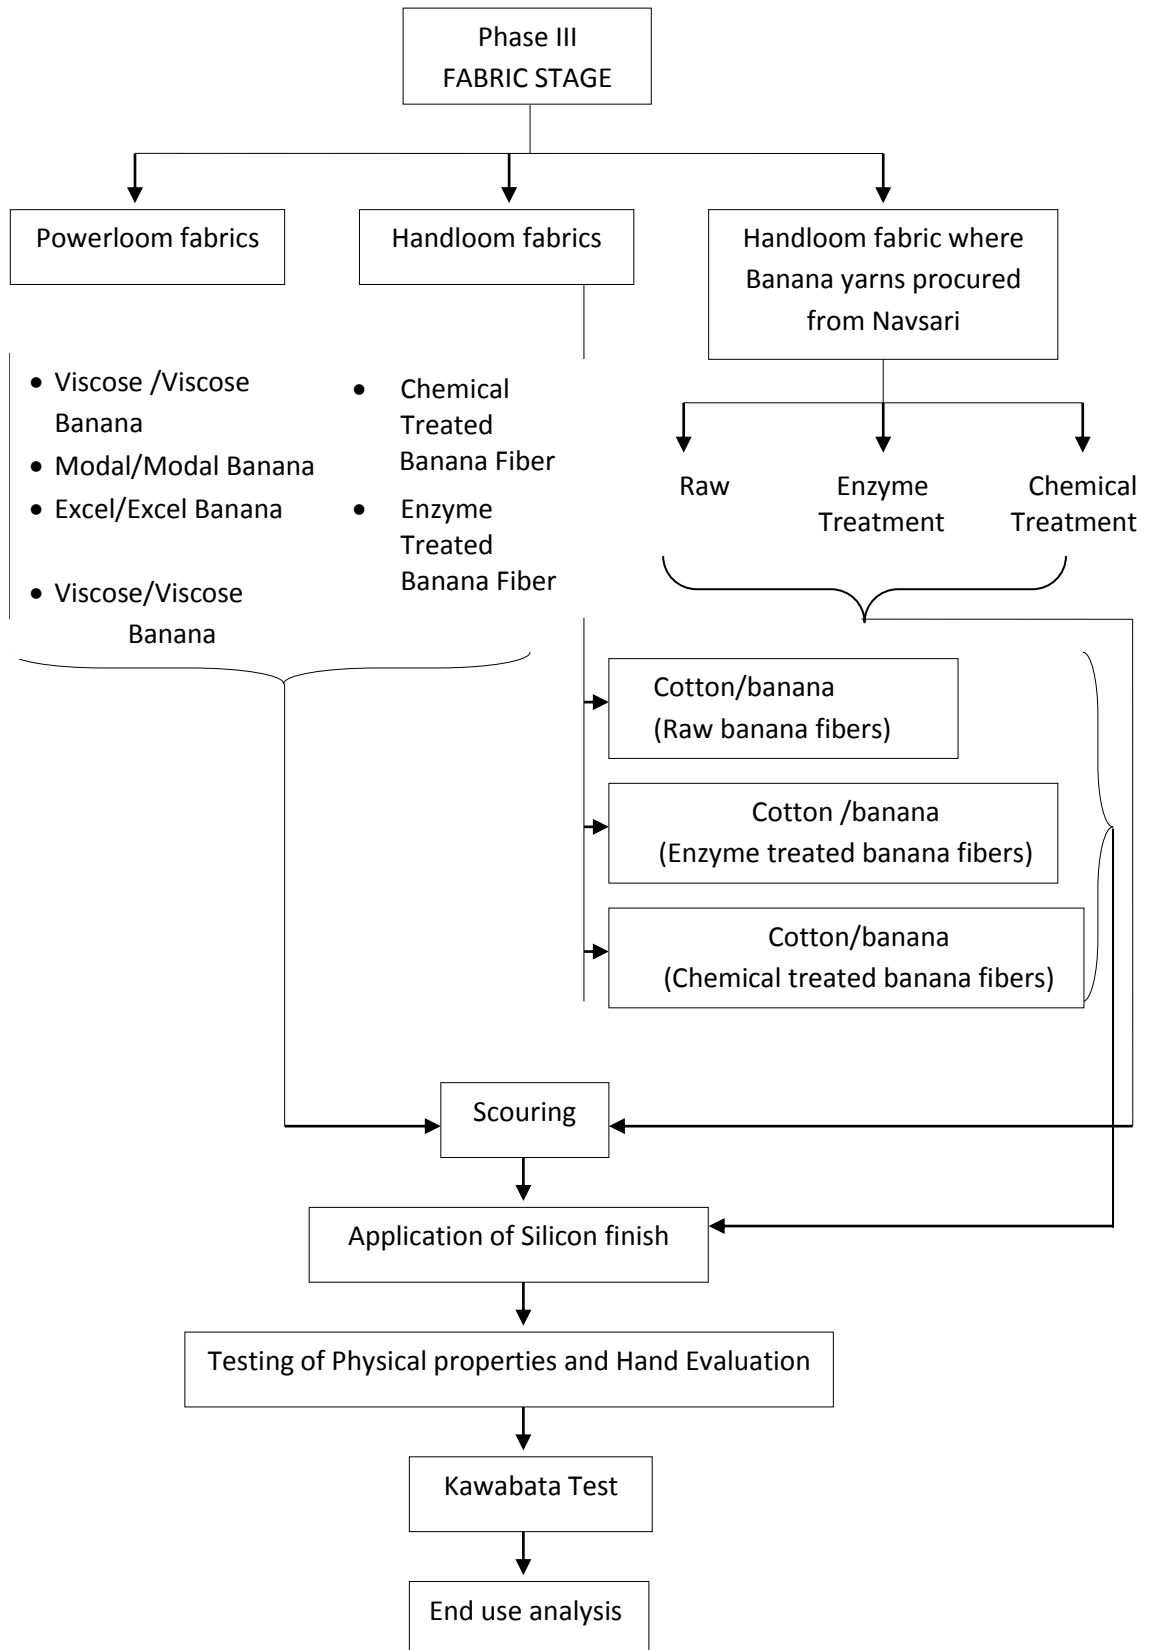 Phase III
FABRIC STAGE
Powerloom fabrics
Handloom fabrics
Handloom fabric where
Banana yarns procured
from Navsari
• Viscose /Viscose
Banana
• Modal/Modal Banana
• Excel/Excel Banana
• Viscose/Viscose
Banana
• Chemical
Treated
Banana Fiber
• Enzyme
Treated
Banana Fiber
Raw
Enzyme
Treatment
Chemical
Treatment
Cotton/banana
(Raw banana fibers)
Cotton /banana
(Enzyme treated banana fibers)
Cotton/banana
(Chemical treated banana fibers)
Scouring
Application of Silicon finish
Testing of Physical properties and Hand Evaluation
Kawabata Test
End use analysis